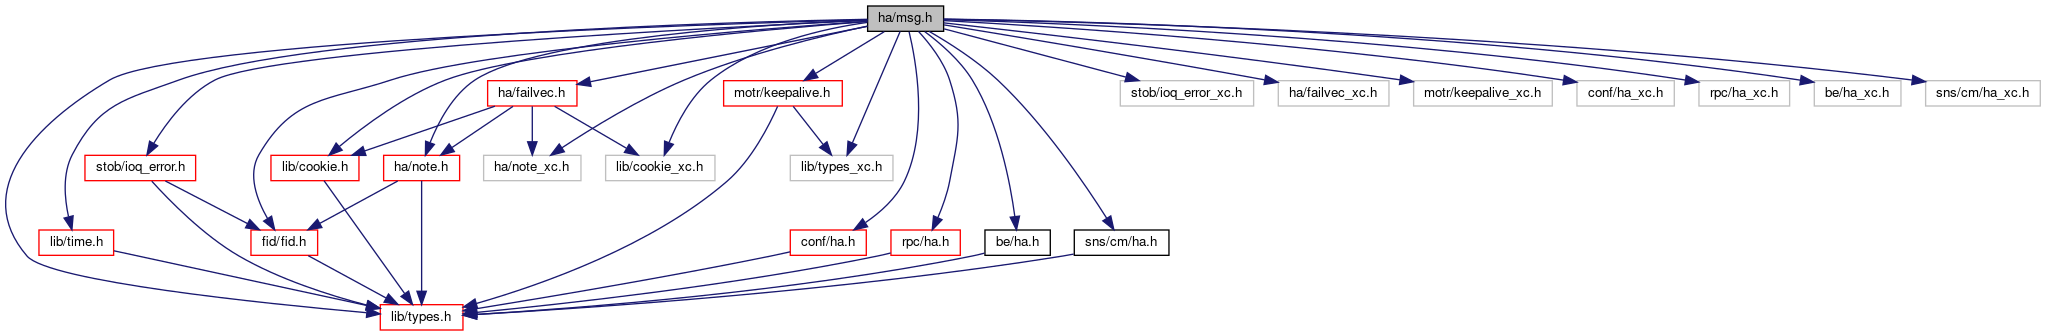 ha/msg.h
ha/failvec.h
motr/keepalive.h
stob/ioq_error_xc.h
ha/failvec_xc.h
motr/keepalive_xc.h
conf/ha_xc.h
rpc/ha_xc.h
be/ha_xc.h
sns/cm/ha_xc.h
stob/ioq_error.h
lib/cookie.h
ha/note.h
ha/note_xc.h
lib/cookie_xc.h
lib/types_xc.h
lib/time.h
fid/fid.h
conf/ha.h
rpc/ha.h
be/ha.h
sns/cm/ha.h
lib/types.h